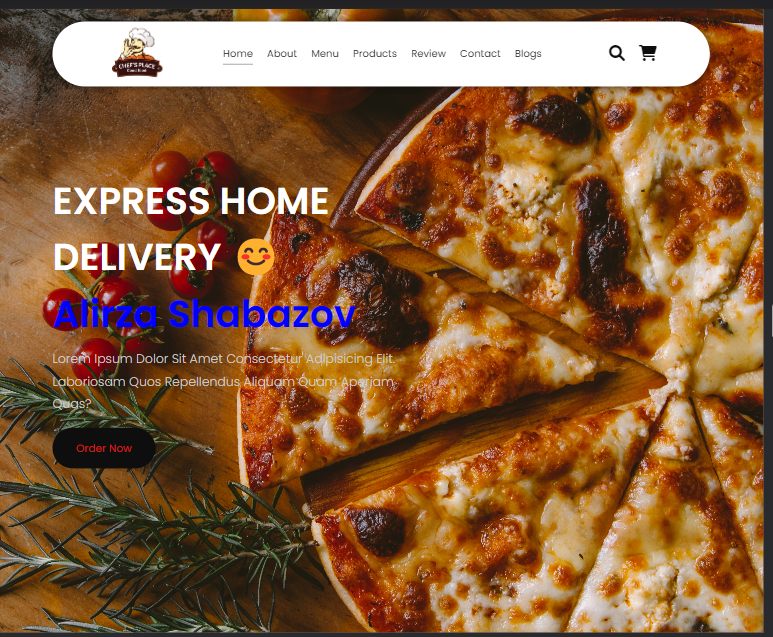 CHEF'S PLACE
Home About Menu Products Review Contact Blogs
EXPRESS HOME
DELIVERY 😊
Alirza Shabazov
Lorem Ipsum Dolor Sit Amet Consectetur Adipisicing Elit.
Laboriosam Quos Repellendus Aliquam Quam Aperiam,
Quas?
Order Now